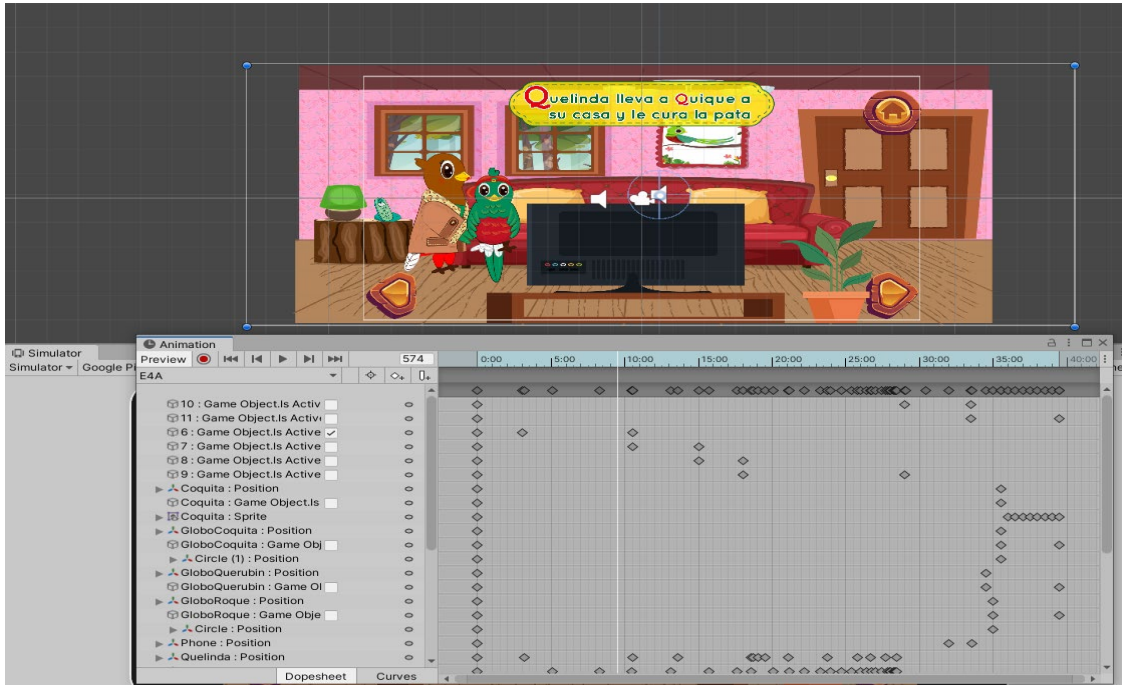 Quelinda lleva a Quique a
su casa y le cura la pata
Animation
Simulator
Simulator
Google Pi
Preview
574
0:00
5:00
10:00
15:00
20:00
25:00
30:00
35:00
40:00
E4A
10 : Game Object.Is Activ
11 : Game Object.Is Activ
6 : Game Object.Is Active
7 : Game Object.Is Active
8 : Game Object.Is Active
9 : Game Object.Is Active
Coquita : Position
Coquita : Game Object.Is
Coquita : Sprite
GloboCoquita : Position
GloboCoquita : Game Obj
Circle (1) : Position
GloboQuerubin : Position
GloboQuerubin : Game Ol
GloboRoque : Position
GloboRoque : Game Obje
Circle : Position
Phone : Position
Quelinda : Position
Dopesheet
Curves